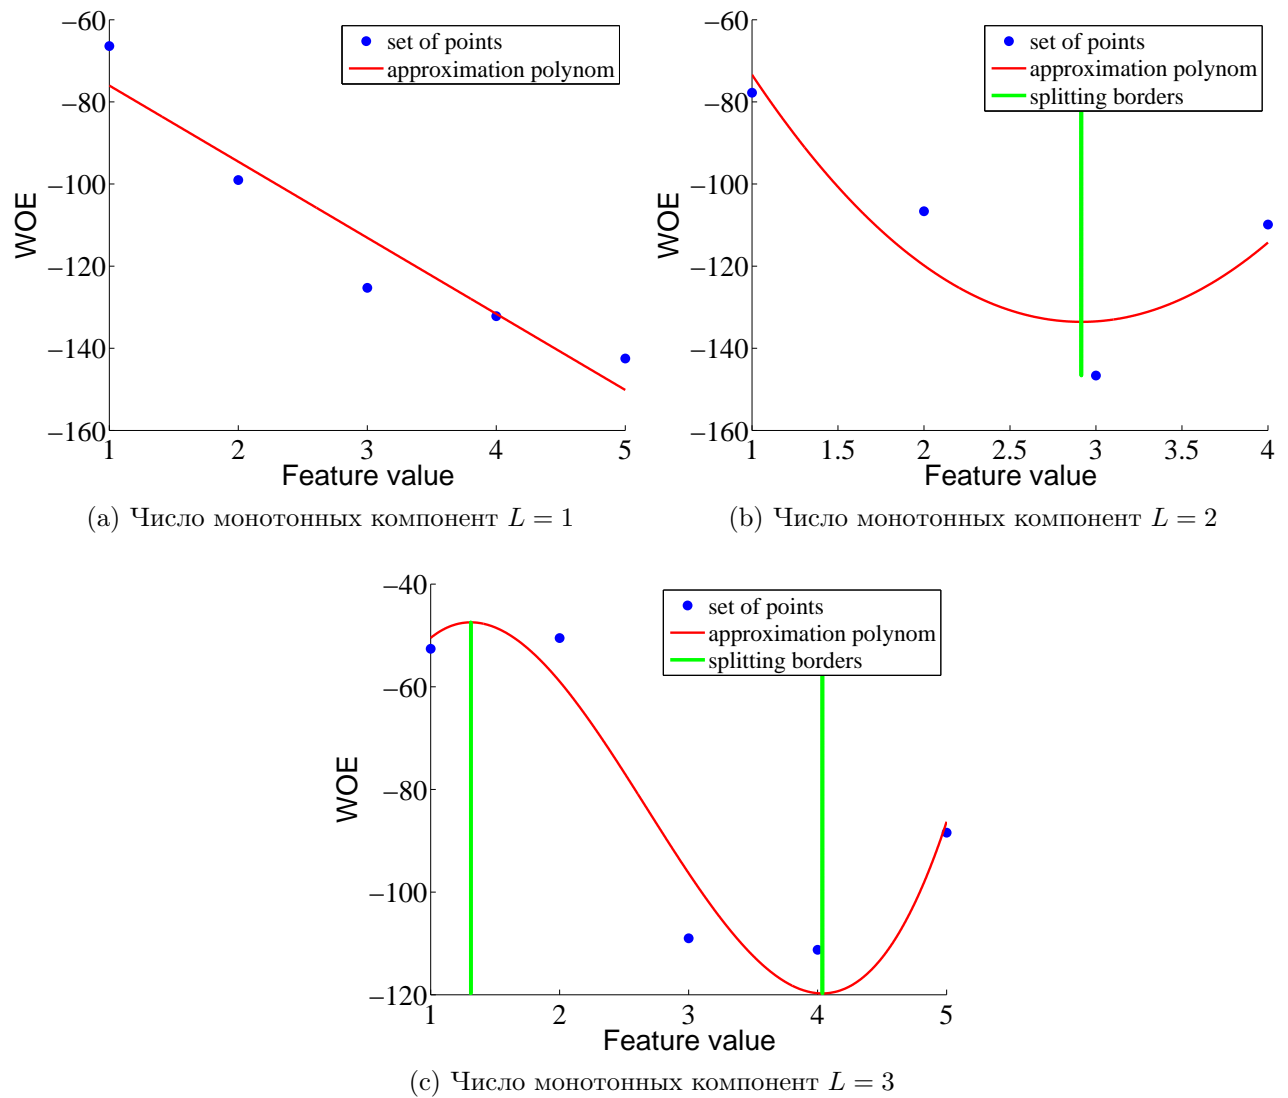 −60
−80
−100
−120
−140
−160
WOE
1 2 3 4 5
Feature value
set of points
approximation polynom
(a) Число монотонных компонент L = 1
−60
−80
−100
−120
−140
−160
WOE
1 1.5 2 2.5 3 3.5 4
Feature value
set of points
approximation polynom
splitting borders
(b) Число монотонных компонент L = 2
−40
−60
−80
−100
−120
WOE
1 2 3 4 5
Feature value
set of points
approximation polynom
splitting borders
(c) Число монотонных компонент L = 3